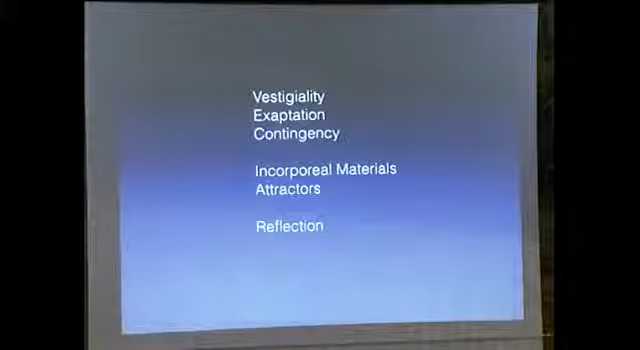 Vestigiality
Exaptation
Contingency
Incorporeal Materials
Attractors
Reflection